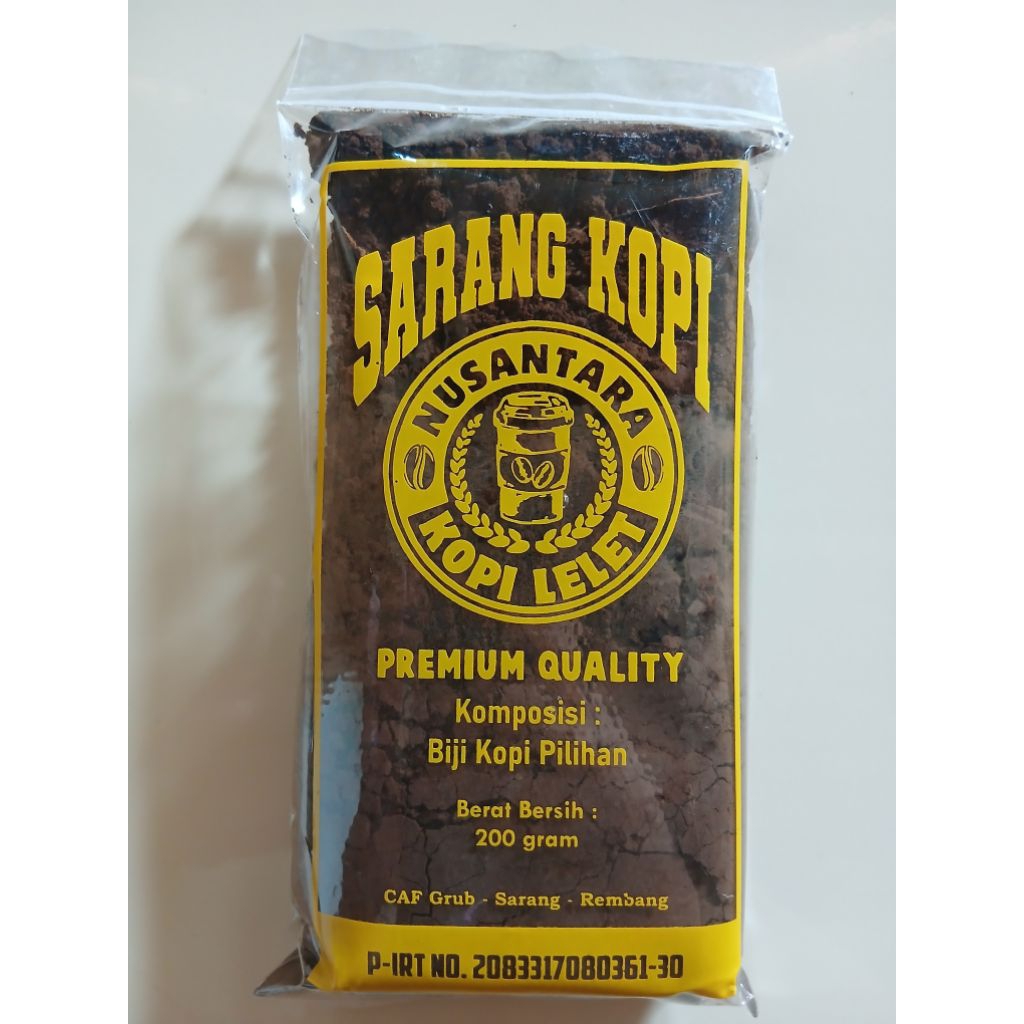 SARANG KOPI
NUSANTARA
KOPI LELET
PREMIUM QUALITY
Komposisi :
Biji Kopi Pilihan
Berat Bersih :
200 gram
CAF Grub - Sarang - Rembang
P-IRT NO. 2083317080361-30